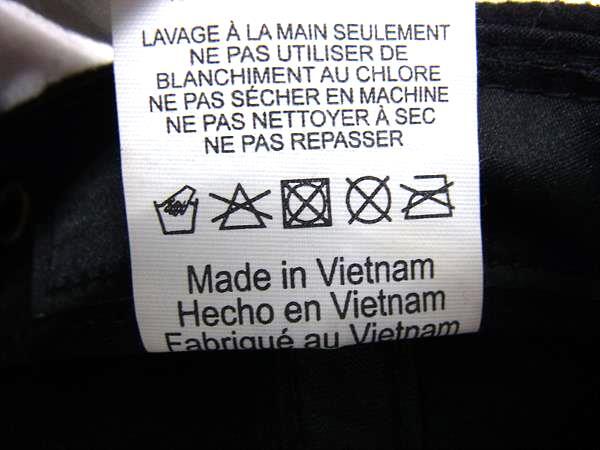 LAVAGE À LA MAIN SEULEMENT
NE PAS UTILISER DE
BLANCHIMENT AU CHLORE
NE PAS SÉCHER EN MACHINE
NE PAS NETTOYER À SEC
NE PAS REPASSER
Made in Vietnam
Hecho en Vietnam
Fabriqué au Vietnam